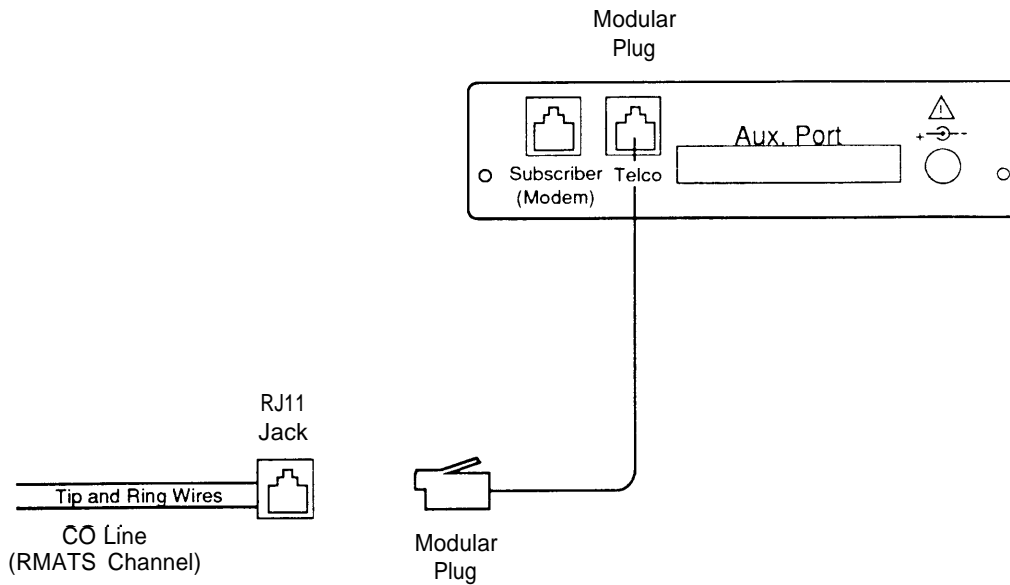 Modular
Plug
Aux. Port
+ -
Subscriber Telco
(Modem)
RJ11
Jack
Tip and Ring Wires
CO Line
(RMATS Channel)
Modular
Plug